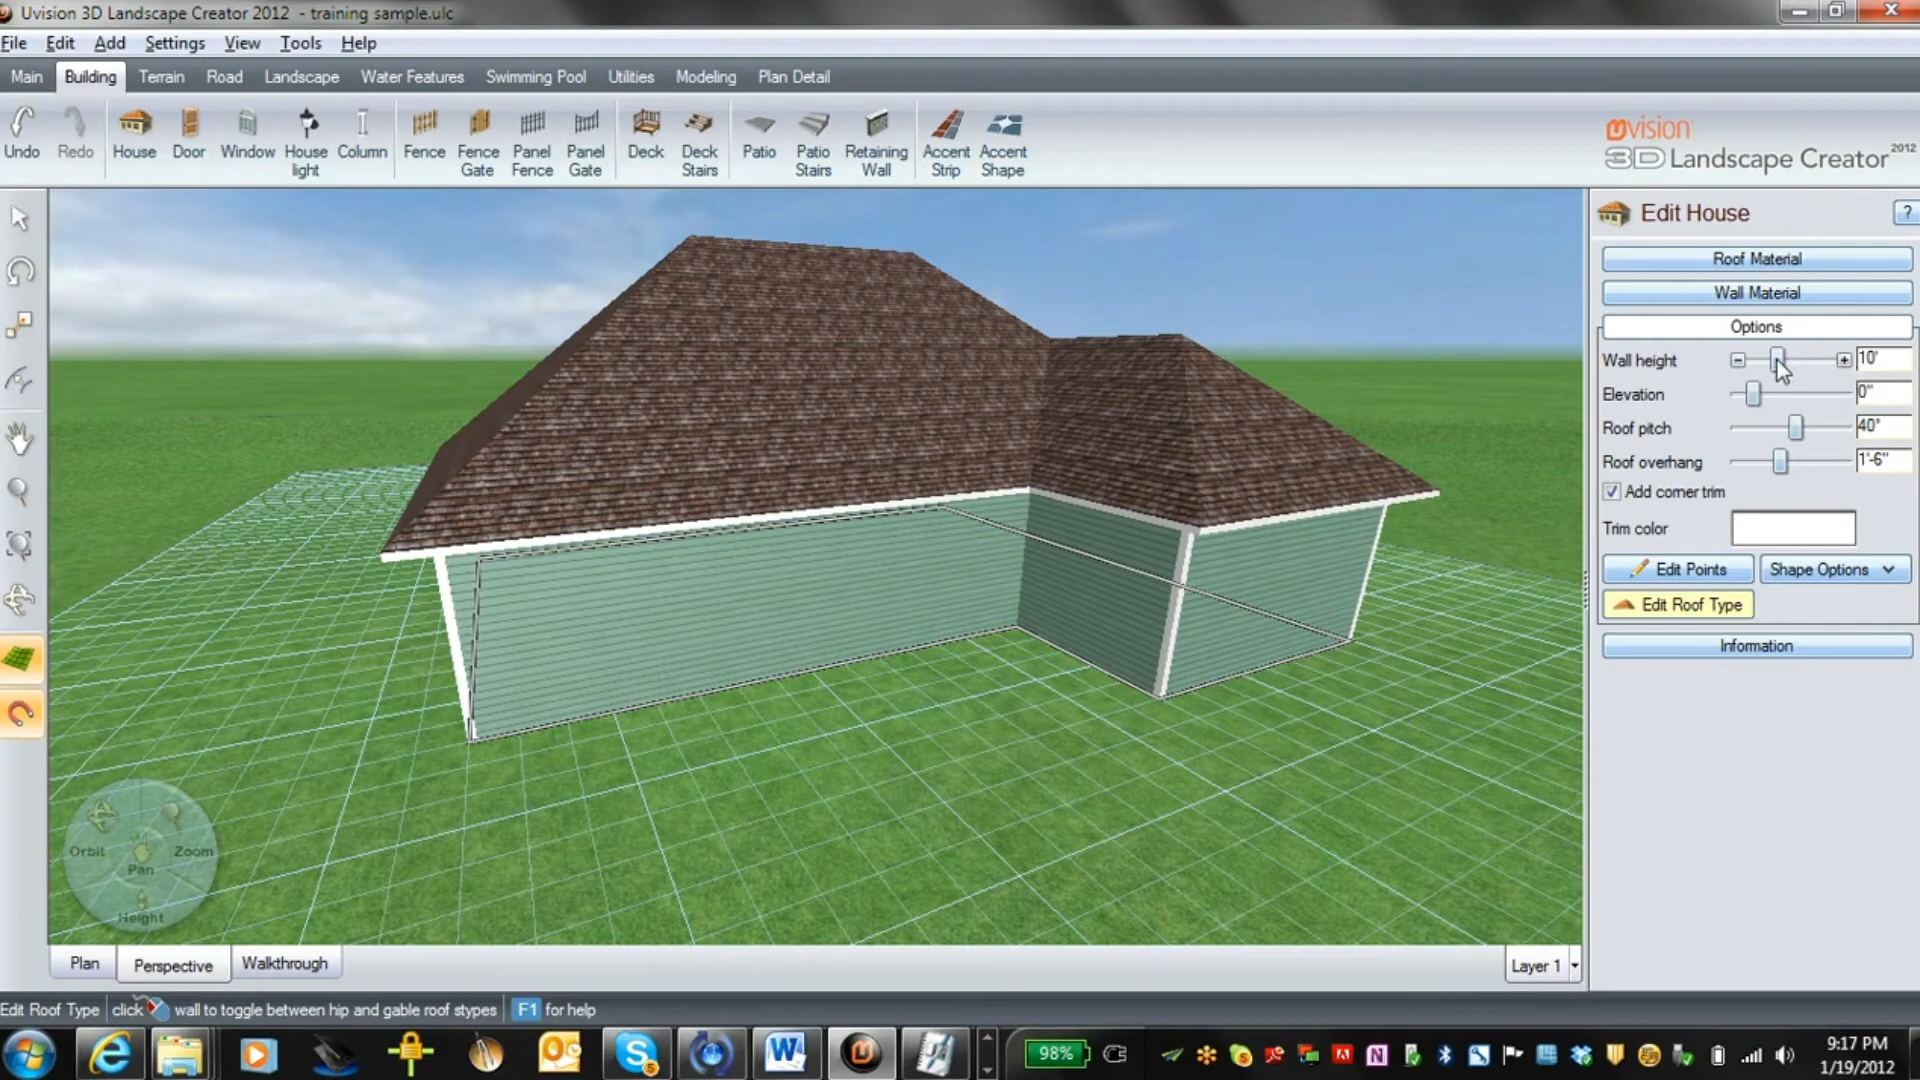 Uvision 3D Landscape Creator 2012 - training sample.ulc
File Edit Add Settings View Tools Help
Main Building Terrain Road Landscape Water Features Swimming Pool Utilities Modeling Plan Detail
Undo Redo House Door Window House light Column Fence Fence Gate Panel Fence Panel Gate Deck Deck Stairs Patio Patio Stairs Retaining Wall Accent Strip Accent Shape
uvision
3D Landscape Creator 2012
Edit House ?
Roof Material
Wall Material
Options
Wall height 10'
Elevation 0"
Roof pitch 40°
Roof overhang 1'-6"
Add corner trim
Trim color
Edit Points Shape Options
Edit Roof Type
Information
Orbit Zoom
Pan
Height
Plan Perspective Walkthrough Layer 1
Edit Roof Type click wall to toggle between hip and gable roof stypes F1 for help
98% 9:17 PM
1/19/2012